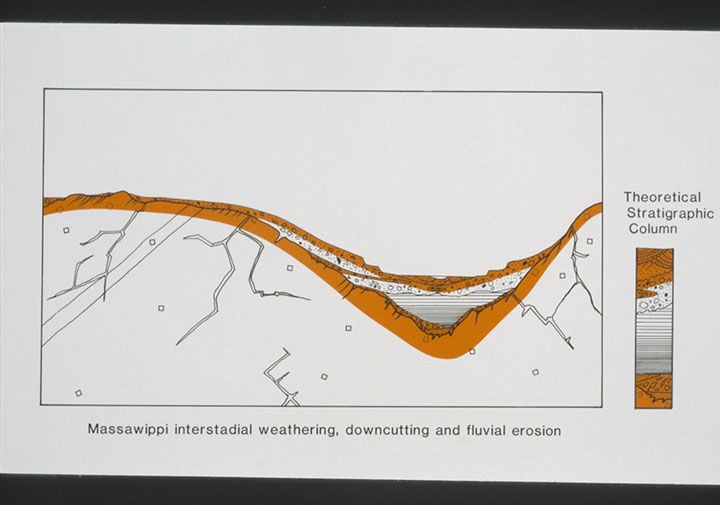 Theoretical
Stratigraphic
Column
Massawippi interstadial weathering, downcutting and fluvial erosion